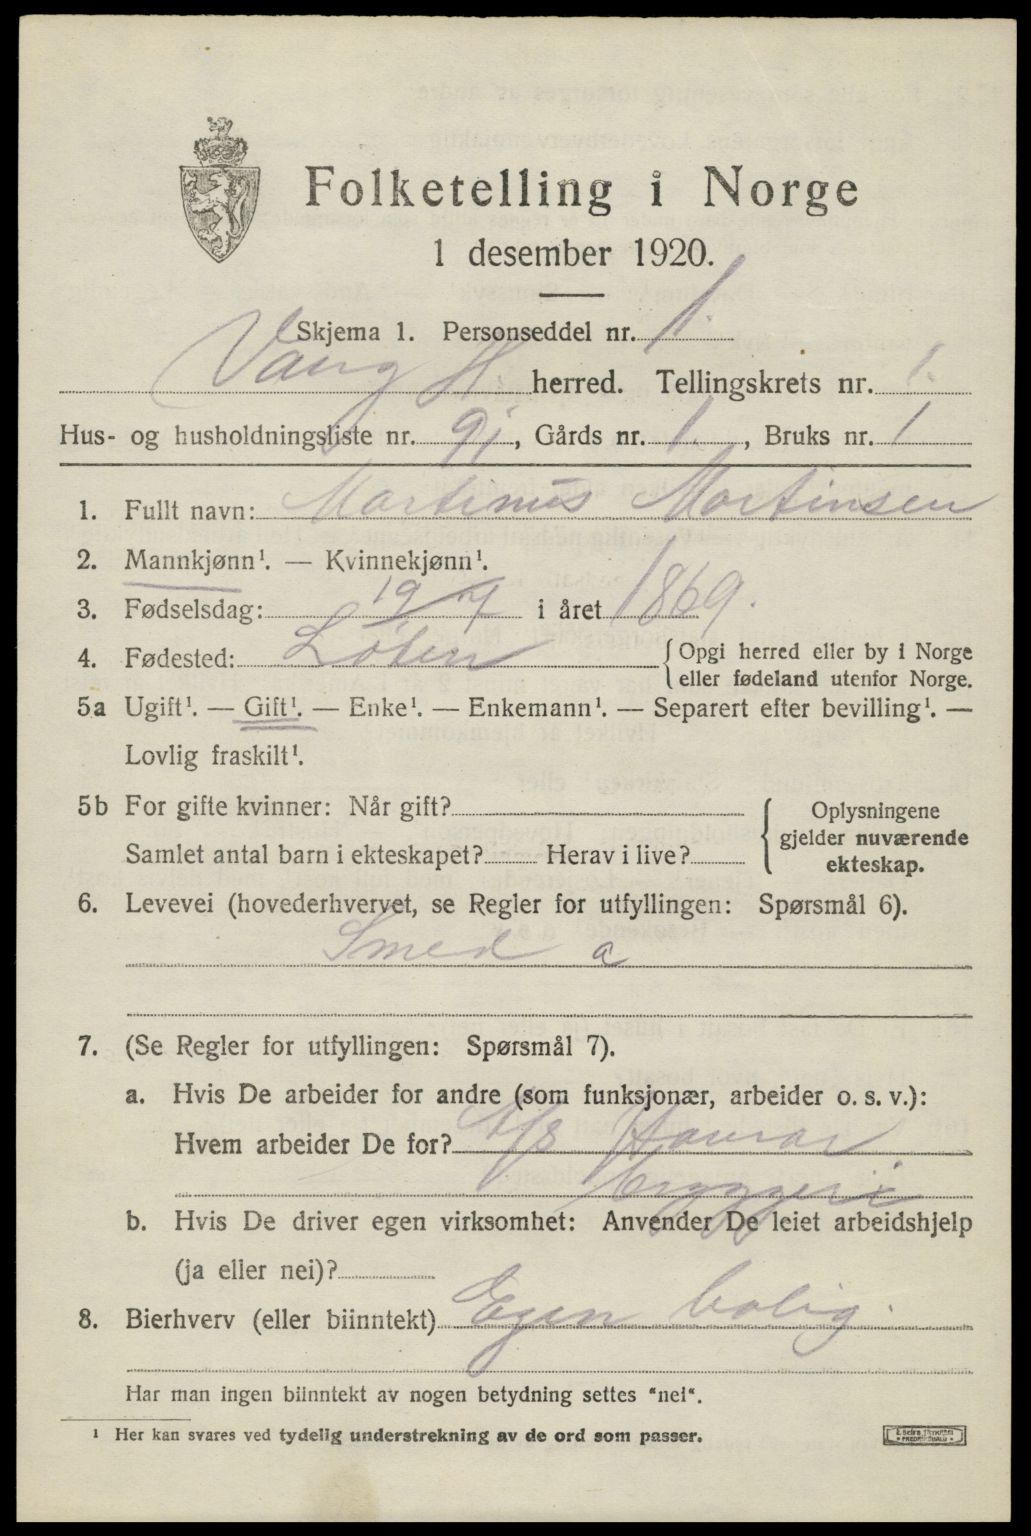 Folketelling i Norge
1 desember 1920.
Skjema 1. Personseddel nr. 1.
Vang H. herred. Tellingskrets nr. 1.
Hus- og husholdningsliste nr. 91, Gårds nr. 1., Bruks nr. 1
1. Fullt navn: Martinus Martinsen
2. Mannkjønn¹. — Kvinnekjønn¹.
3. Fødselsdag: 19/7 i året 1869.
4. Fødested: Løten { Opgi herred eller by i Norge
eller fødeland utenfor Norge.
5a Ugift¹. — Gift¹. — Enke¹. — Enkemann¹. — Separert efter bevilling¹. —
Lovlig fraskilt¹.
5b For gifte kvinner: Når gift?
Samlet antal barn i ekteskapet? Herav i live?
{ Oplysningene
gjelder nuværende
ekteskap.
6. Levevei (hovederhvervet, se Regler for utfyllingen: Spørsmål 6).
Smed a
7. (Se Regler for utfyllingen: Spørsmål 7).
a. Hvis De arbeider for andre (som funksjonær, arbeider o. s. v.):
Hvem arbeider De for? A/S Hamar
Bryggeri
b. Hvis De driver egen virksomhet: Anvender De leiet arbeidshjelp
(ja eller nei)?
8. Bierhverv (eller biinntekt) Egen bolig.
Har man ingen biinntekt av nogen betydning settes "nei".
¹ Her kan svares ved tydelig understrekning av de ord som passer.